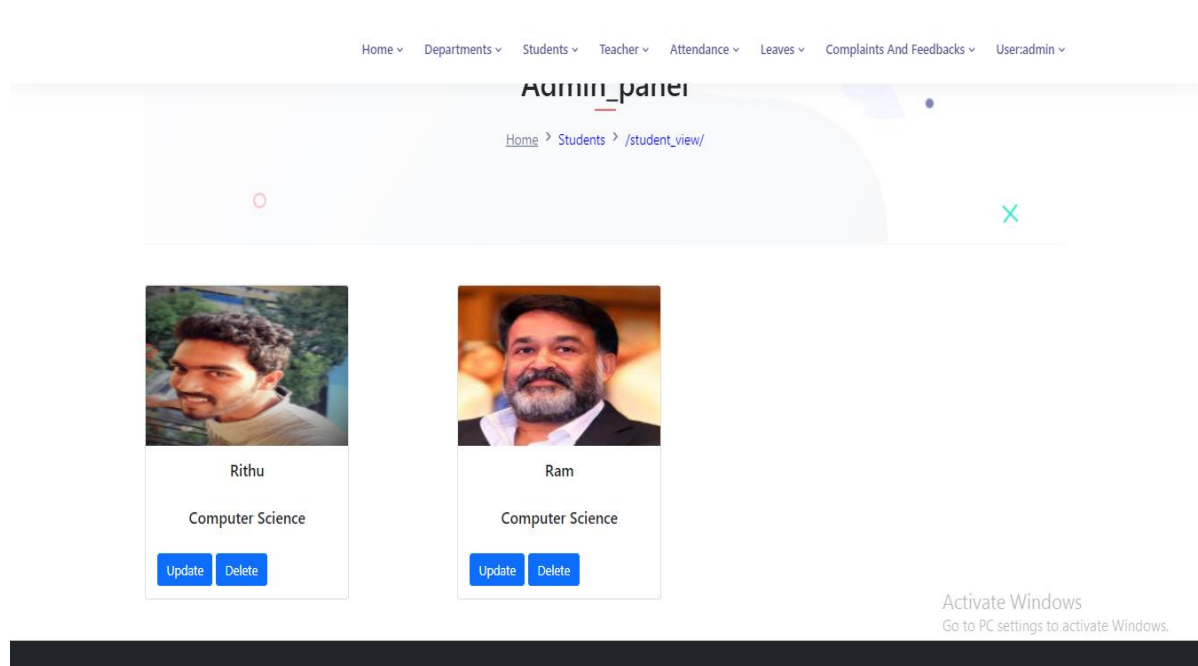 Home Departments Students Teacher Attendance Leaves Complaints And Feedbacks User:admin
Admin_panel
Home > Students > /student_view/
Rithu
Ram
Computer Science
Computer Science
Update Delete
Update Delete
Activate Windows
Go to PC settings to activate Windows.